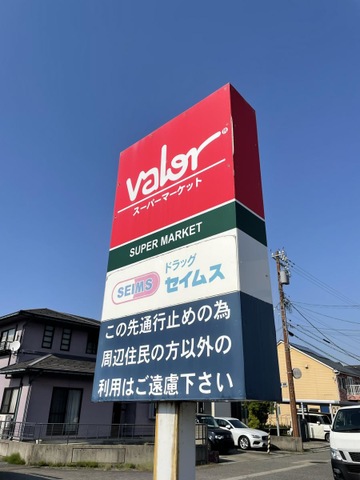 valor®
スーパーマーケット
SUPER MARKET
SEIMS
ドラッグ
セイムス
この先通行止めの為
周辺住民の方以外の
利用はご遠慮下さい